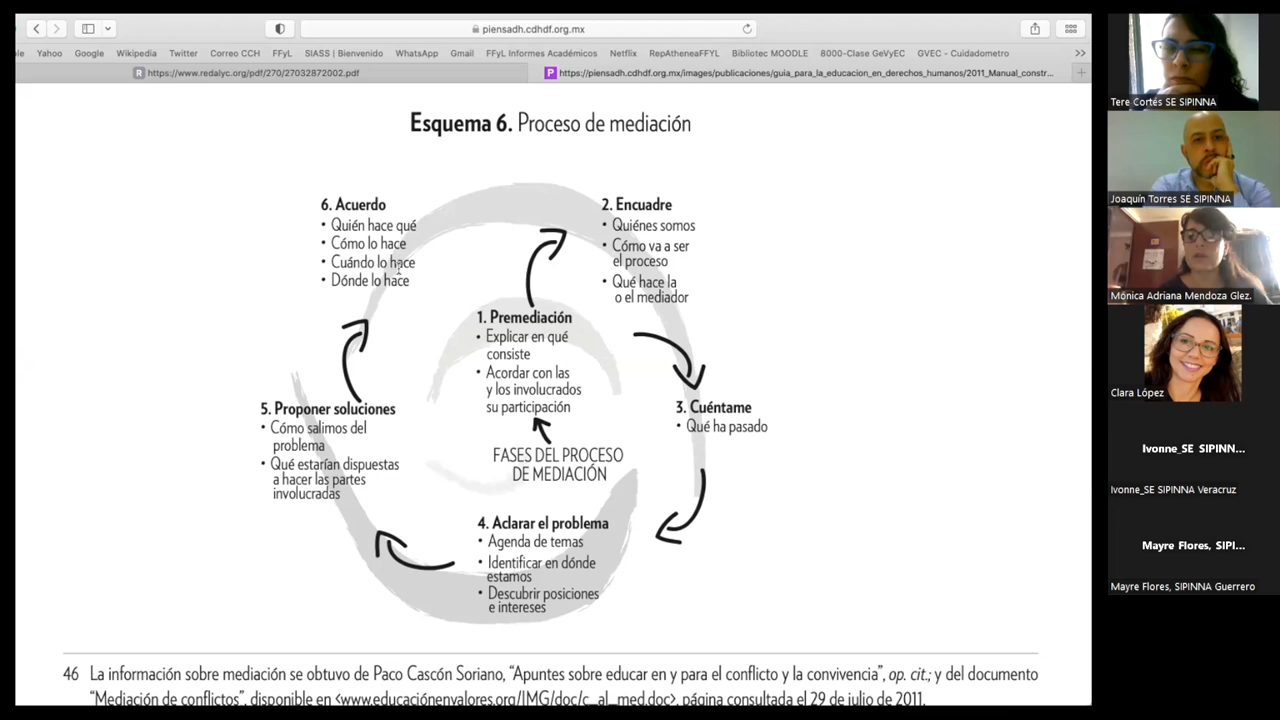 piensadh.cdhdf.org.mx
Yahoo Google Wikipedia Twitter Correo CCH FFyL SIASS | Bienvenido WhatsApp Gmail FFyL Informes Académicos Netflix RepAtheneaFFYL Bibliotec MOODLE 8000-Clase GeVyEC GVEC - Cuidadometro
https://www.redalyc.org/pdf/270/27032872002.pdf
https://piensadh.cdhdf.org.mx/images/publicaciones/guia_para_la_educacion_en_derechos_humanos/2011_Manual_constr...
Esquema 6. Proceso de mediación
1. Premediación
• Explicar en qué
consiste
• Acordar con las
y los involucrados
su participación
FASES DEL PROCESO
DE MEDIACIÓN
2. Encuadre
• Quiénes somos
• Cómo va a ser
el proceso
• Qué hace la
o el mediador
3. Cuéntame
• Qué ha pasado
4. Aclarar el problema
• Agenda de temas
• Identificar en dónde
estamos
• Descubrir posiciones
e intereses
5. Proponer soluciones
• Cómo salimos del
problema
• Qué estarían dispuestas
a hacer las partes
involucradas
6. Acuerdo
• Quién hace qué
• Cómo lo hace
• Cuándo lo hace
• Dónde lo hace
46 La información sobre mediación se obtuvo de Paco Cascón Soriano, “Apuntes sobre educar en y para el conflicto y la convivencia”, op. cit.; y del documento
“Mediación de conflictos”, disponible en <www.educaciónenvalores.org/IMG/doc/c_al_med.doc>, página consultada el 29 de julio de 2011.
Tere Cortés SE SIPINNA
Joaquín Torres SE SIPINNA
Mónica Adriana Mendoza Glez.
Clara López
Ivonne_SE SIPINN...
Ivonne_SE SIPINNA Veracruz
Mayre Flores, SIPI...
Mayre Flores, SIPINNA Guerrero